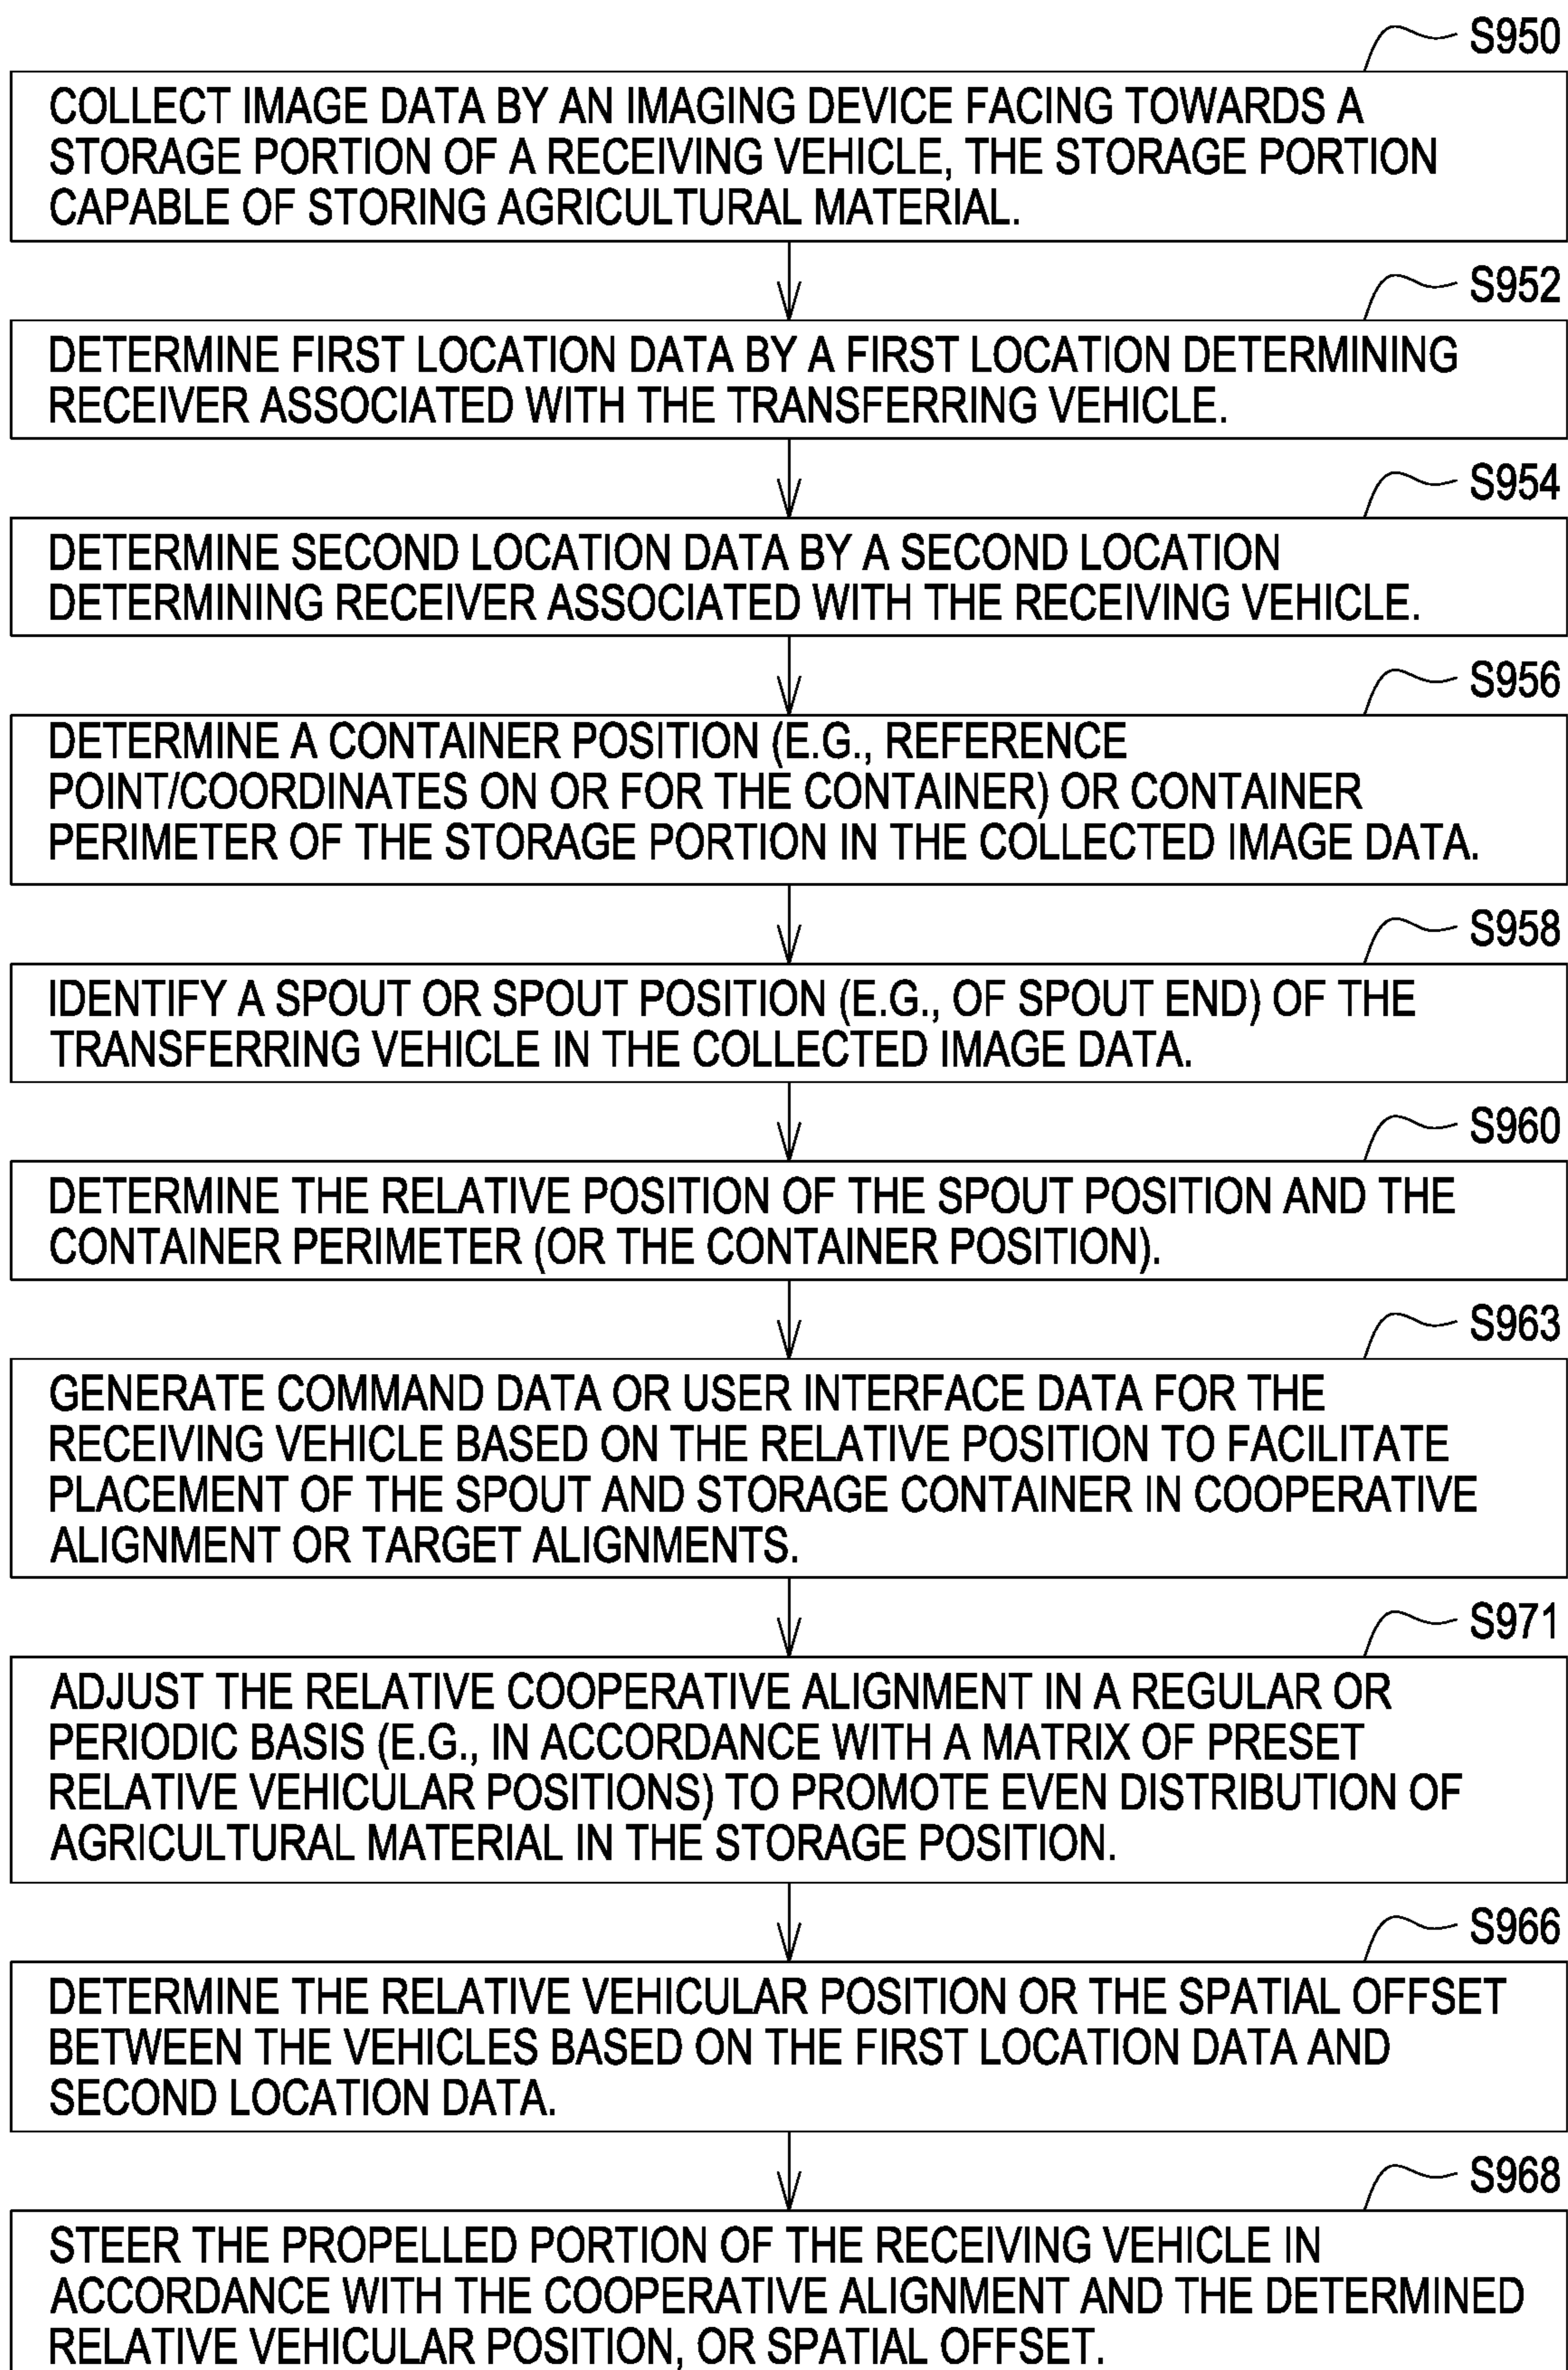 S950
COLLECT IMAGE DATA BY AN IMAGING DEVICE FACING TOWARDS A
STORAGE PORTION OF A RECEIVING VEHICLE, THE STORAGE PORTION
CAPABLE OF STORING AGRICULTURAL MATERIAL.
S952
DETERMINE FIRST LOCATION DATA BY A FIRST LOCATION DETERMINING
RECEIVER ASSOCIATED WITH THE TRANSFERRING VEHICLE.
S954
DETERMINE SECOND LOCATION DATA BY A SECOND LOCATION
DETERMINING RECEIVER ASSOCIATED WITH THE RECEIVING VEHICLE.
S956
DETERMINE A CONTAINER POSITION (E.G., REFERENCE
POINT/COORDINATES ON OR FOR THE CONTAINER) OR CONTAINER
PERIMETER OF THE STORAGE PORTION IN THE COLLECTED IMAGE DATA.
S958
IDENTIFY A SPOUT OR SPOUT POSITION (E.G., OF SPOUT END) OF THE
TRANSFERRING VEHICLE IN THE COLLECTED IMAGE DATA.
S960
DETERMINE THE RELATIVE POSITION OF THE SPOUT POSITION AND THE
CONTAINER PERIMETER (OR THE CONTAINER POSITION).
S963
GENERATE COMMAND DATA OR USER INTERFACE DATA FOR THE
RECEIVING VEHICLE BASED ON THE RELATIVE POSITION TO FACILITATE
PLACEMENT OF THE SPOUT AND STORAGE CONTAINER IN COOPERATIVE
ALIGNMENT OR TARGET ALIGNMENTS.
S971
ADJUST THE RELATIVE COOPERATIVE ALIGNMENT IN A REGULAR OR
PERIODIC BASIS (E.G., IN ACCORDANCE WITH A MATRIX OF PRESET
RELATIVE VEHICULAR POSITIONS) TO PROMOTE EVEN DISTRIBUTION OF
AGRICULTURAL MATERIAL IN THE STORAGE POSITION.
S966
DETERMINE THE RELATIVE VEHICULAR POSITION OR THE SPATIAL OFFSET
BETWEEN THE VEHICLES BASED ON THE FIRST LOCATION DATA AND
SECOND LOCATION DATA.
S968
STEER THE PROPELLED PORTION OF THE RECEIVING VEHICLE IN
ACCORDANCE WITH THE COOPERATIVE ALIGNMENT AND THE DETERMINED
RELATIVE VEHICULAR POSITION, OR SPATIAL OFFSET.